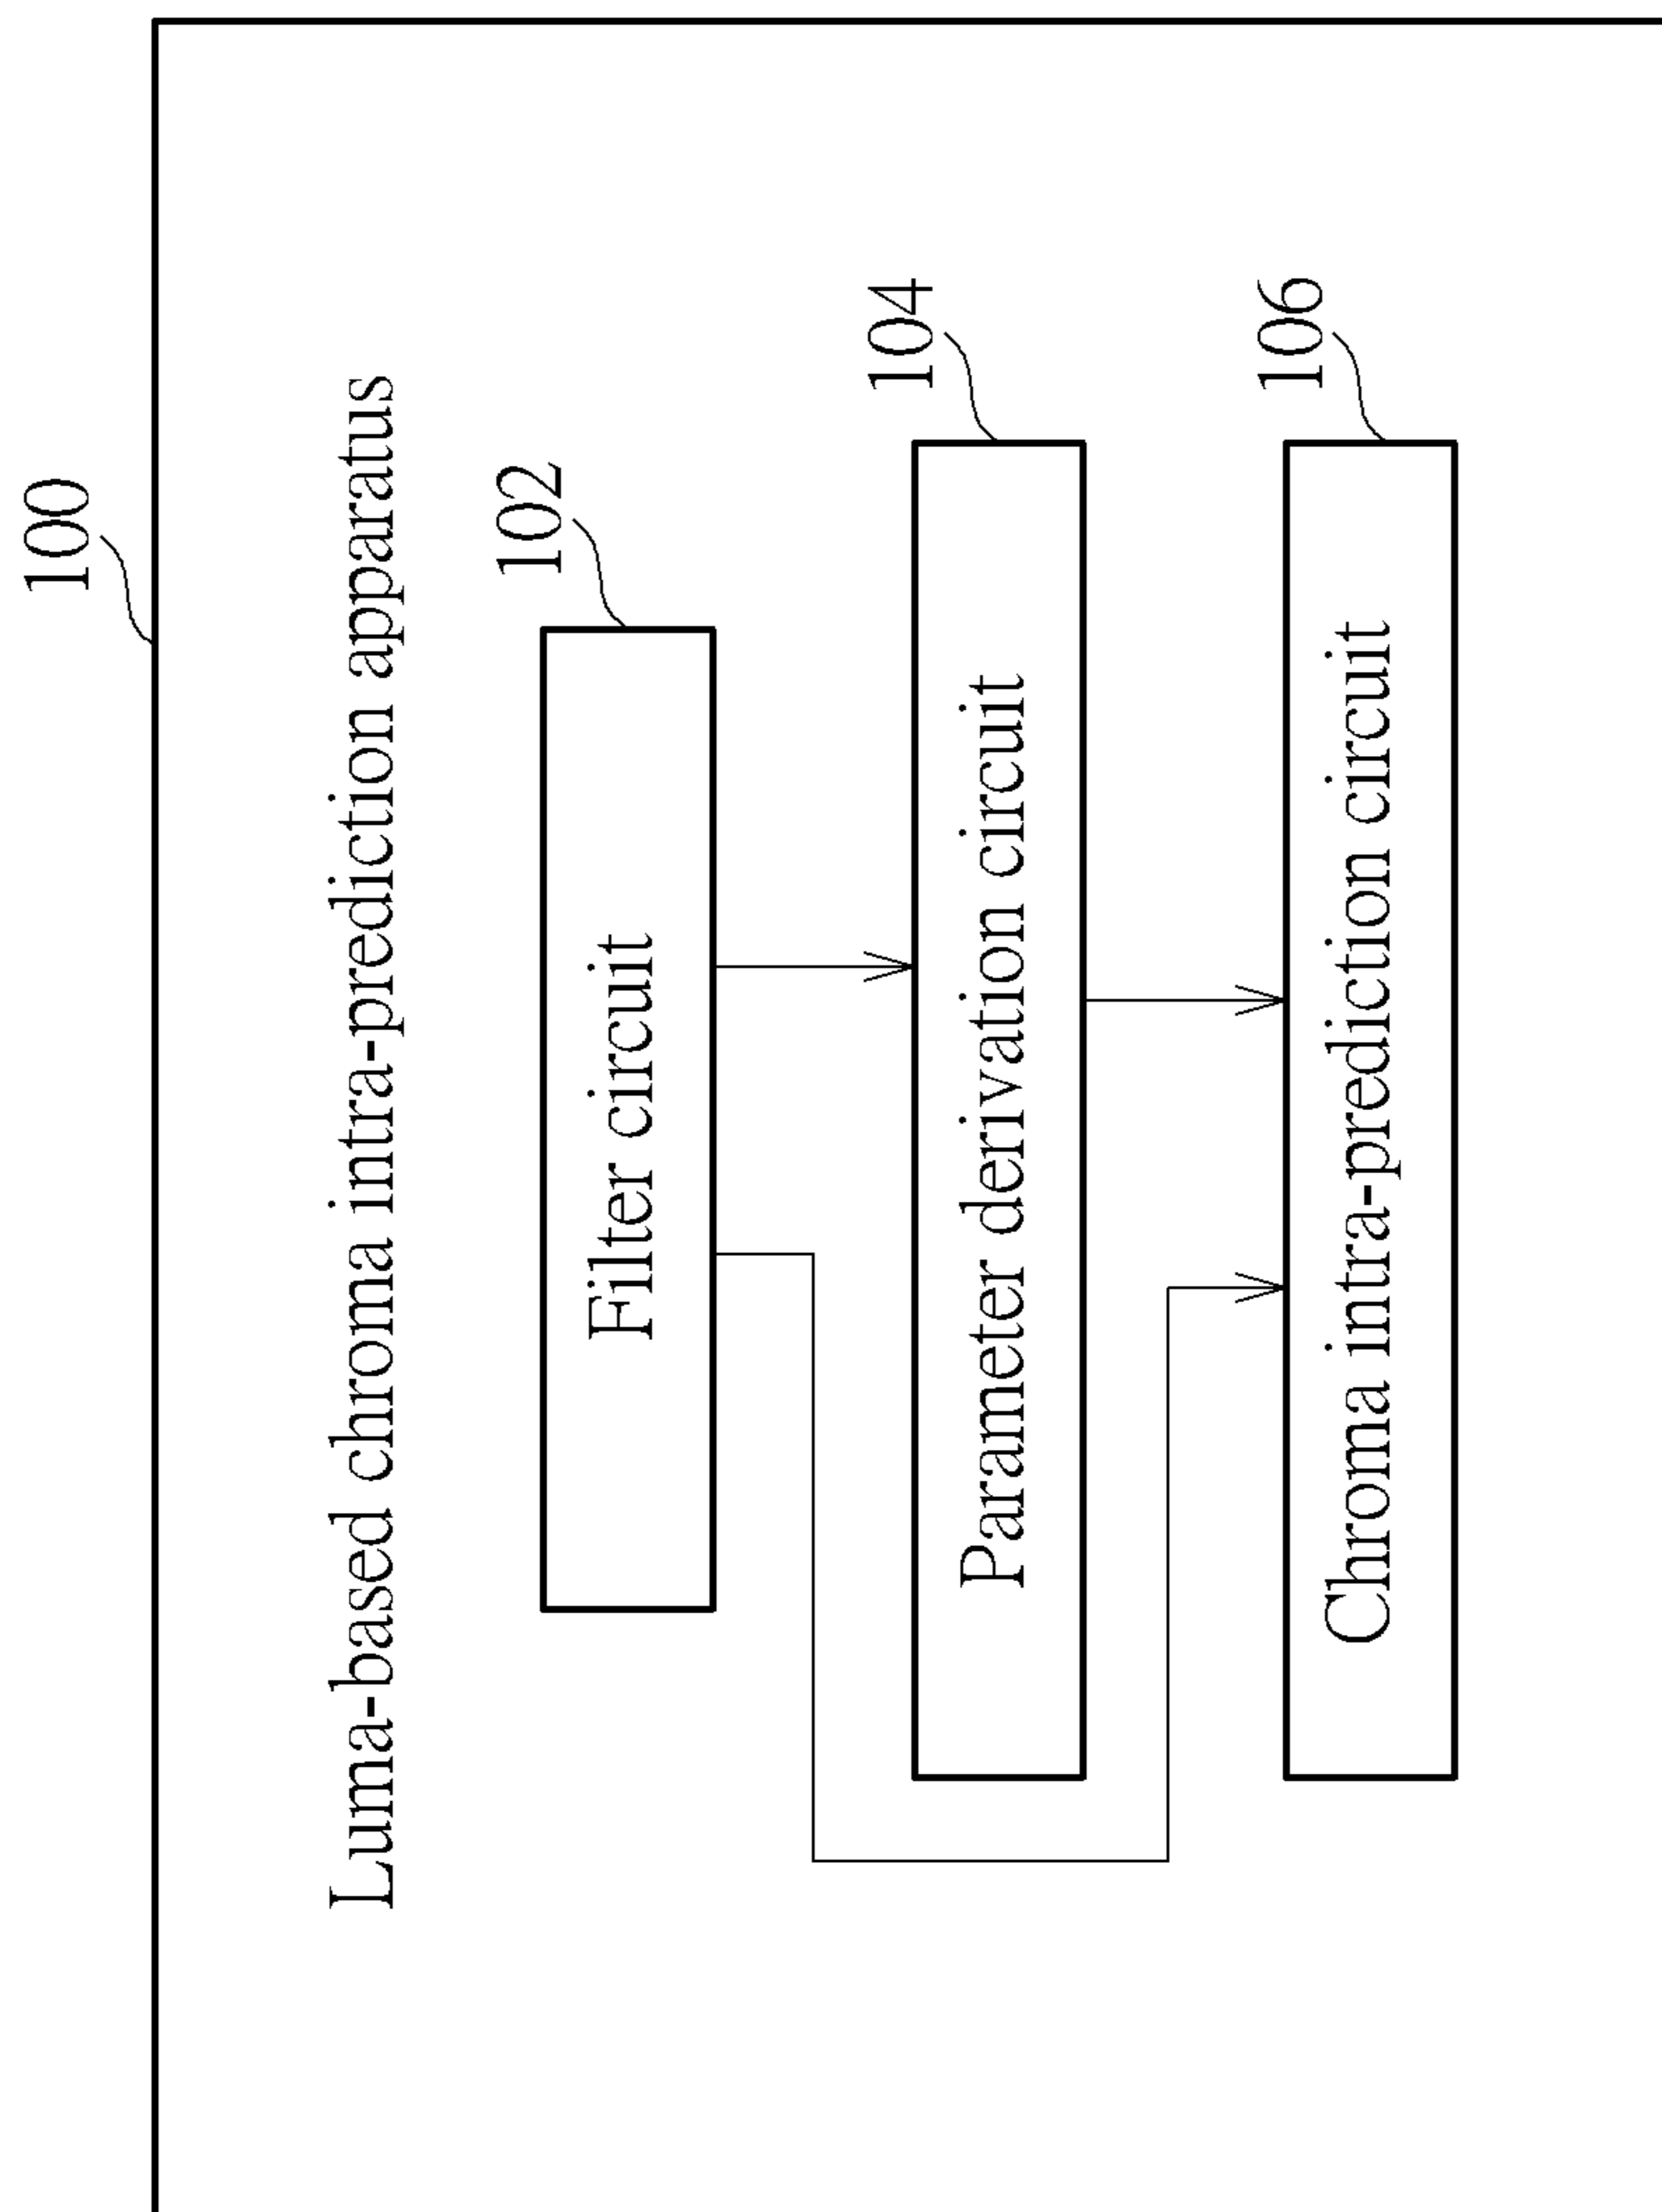 100
Luma-based chroma intra-prediction apparatus
102
Filter circuit
104
Parameter derivation circuit
106
Chroma intra-prediction circuit